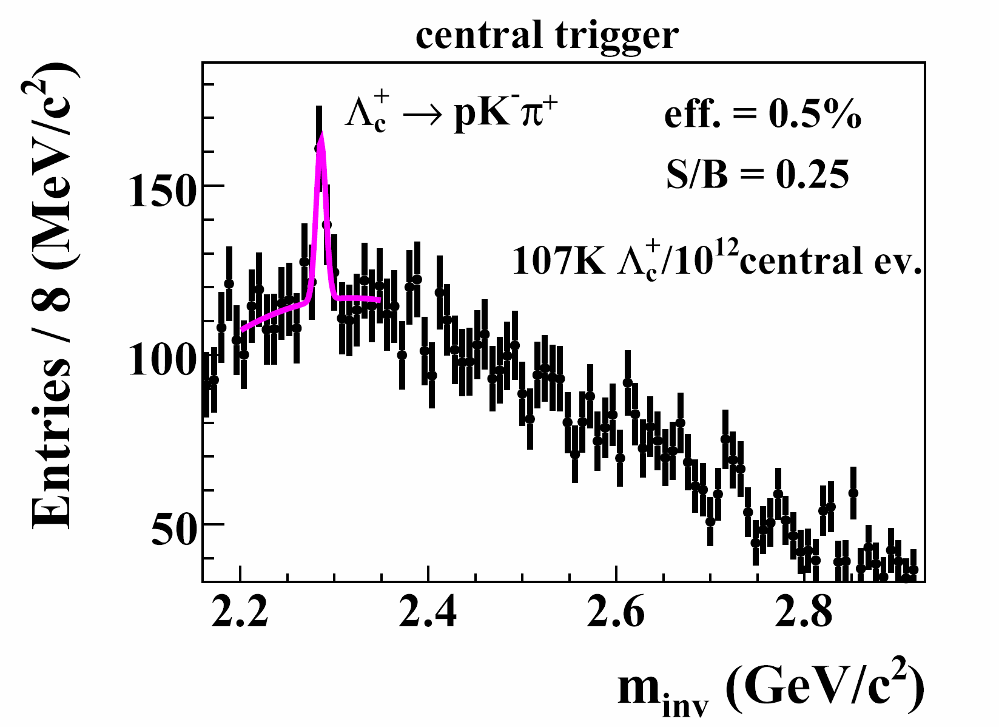 central trigger
Λc+ → pK-π+
eff. = 0.5%
S/B = 0.25
107K Λc+/10^12central ev.
Entries / 8 (MeV/c^2)
150
100
50
2.2 2.4 2.6 2.8
m_inv (GeV/c^2)